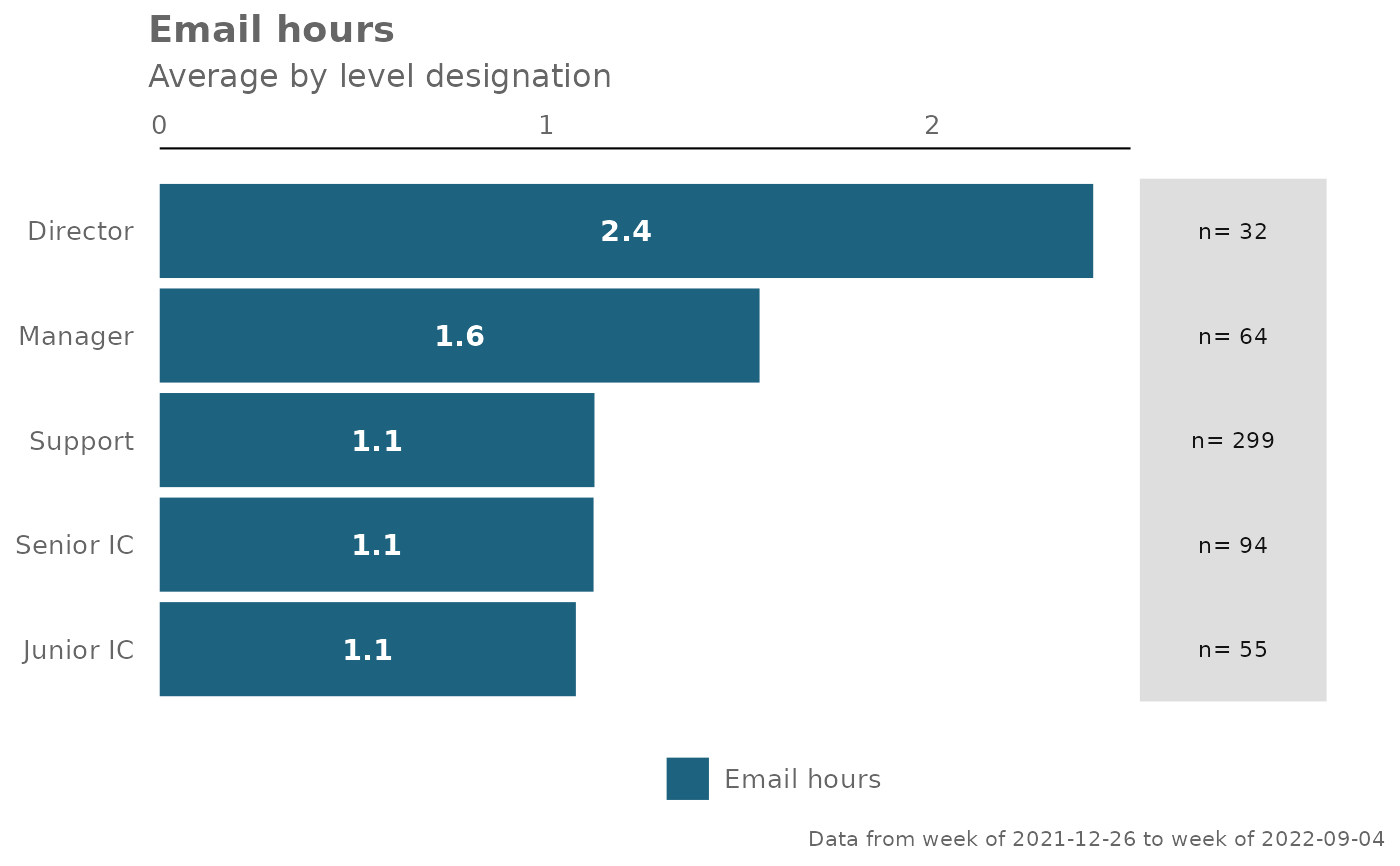 Email hours
Average by level designation
0 1 2
Director 2.4 n= 32
Manager 1.6 n= 64
Support 1.1 n= 299
Senior IC 1.1 n= 94
Junior IC 1.1 n= 55
Email hours
Data from week of 2021-12-26 to week of 2022-09-04